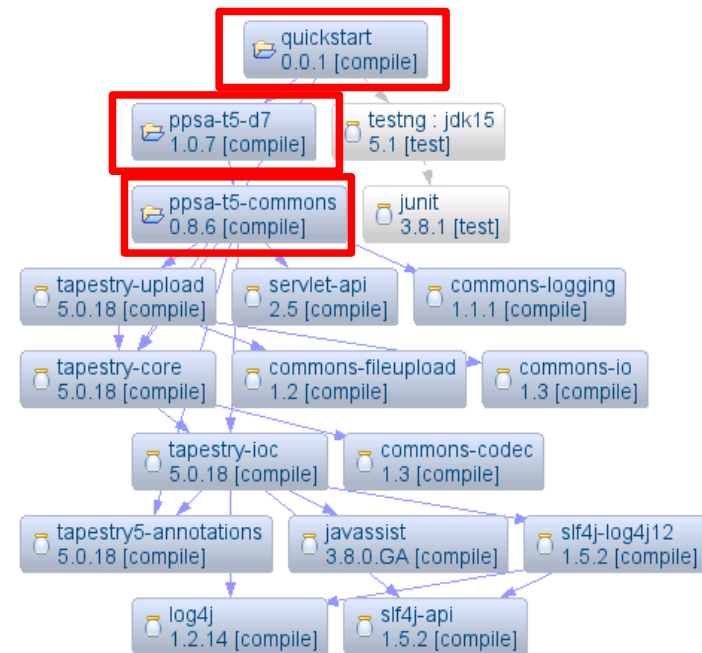 quickstart
0.0.1 [compile]
ppsa-t5-d7
1.0.7 [compile]
testng : jdk15
5.1 [test]
ppsa-t5-commons
0.8.6 [compile]
junit
3.8.1 [test]
tapestry-upload
5.0.18 [compile]
servlet-api
2.5 [compile]
commons-logging
1.1.1 [compile]
tapestry-core
5.0.18 [compile]
commons-fileupload
1.2 [compile]
commons-io
1.3 [compile]
tapestry-ioc
5.0.18 [compile]
commons-codec
1.3 [compile]
tapestry5-annotations
5.0.18 [compile]
javassist
3.8.0.GA [compile]
slf4j-log4j12
1.5.2 [compile]
log4j
1.2.14 [compile]
slf4j-api
1.5.2 [compile]